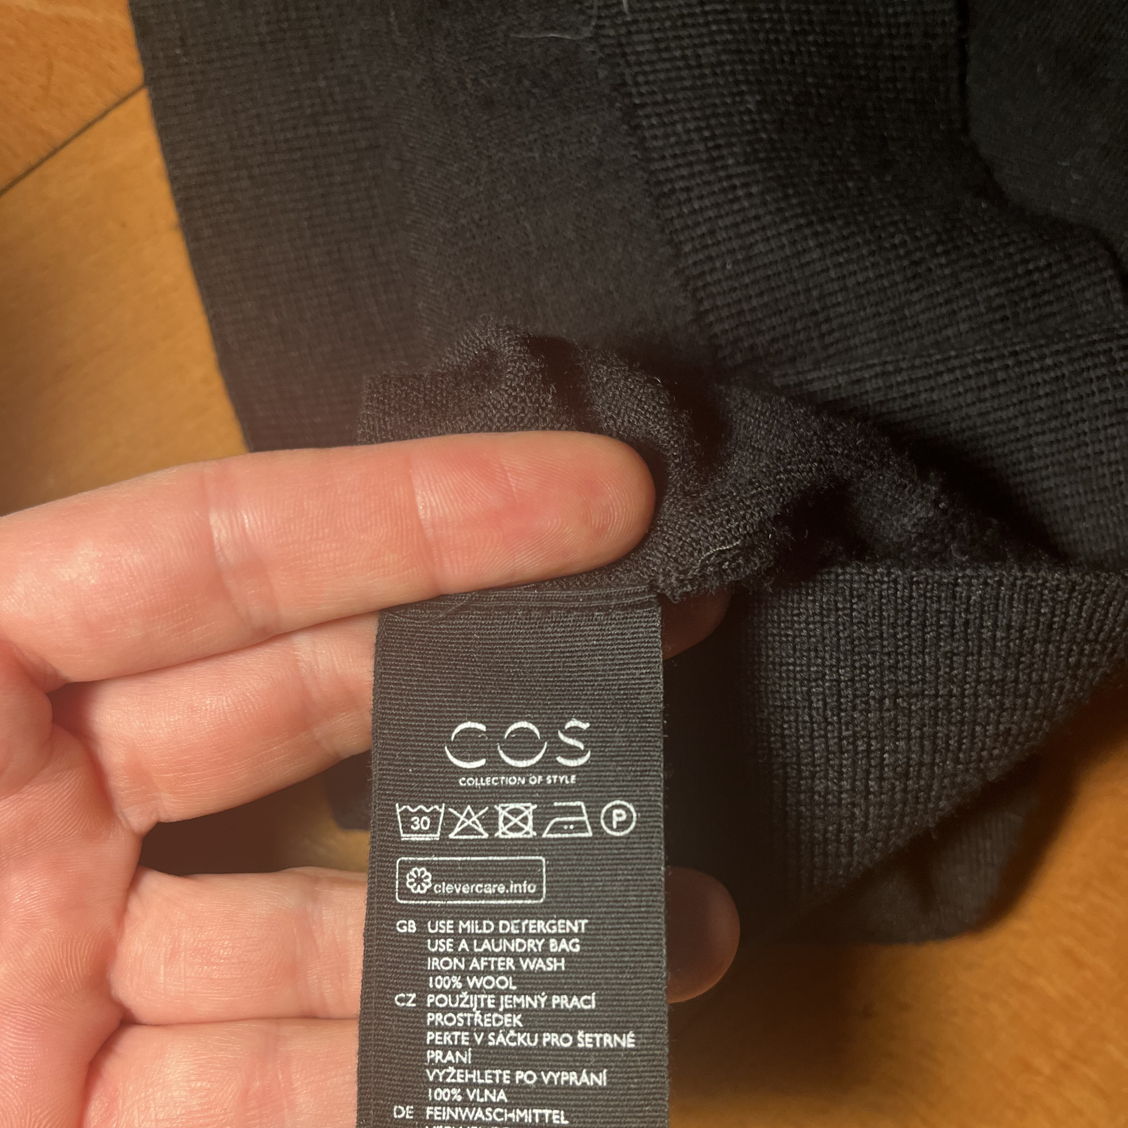 COS
COLLECTION OF STYLE
30 P
clevercare.info
GB USE MILD DETERGENT
USE A LAUNDRY BAG
IRON AFTER WASH
100% WOOL
CZ POUŽIJTE JEMNÝ PRACÍ
PROSTŘEDEK
PERTE V SÁČKU PRO ŠETRNÉ
PRANÍ
VYŽEHLETE PO VYPRÁNÍ
100% VLNA
DE FEINWASCHMITTEL